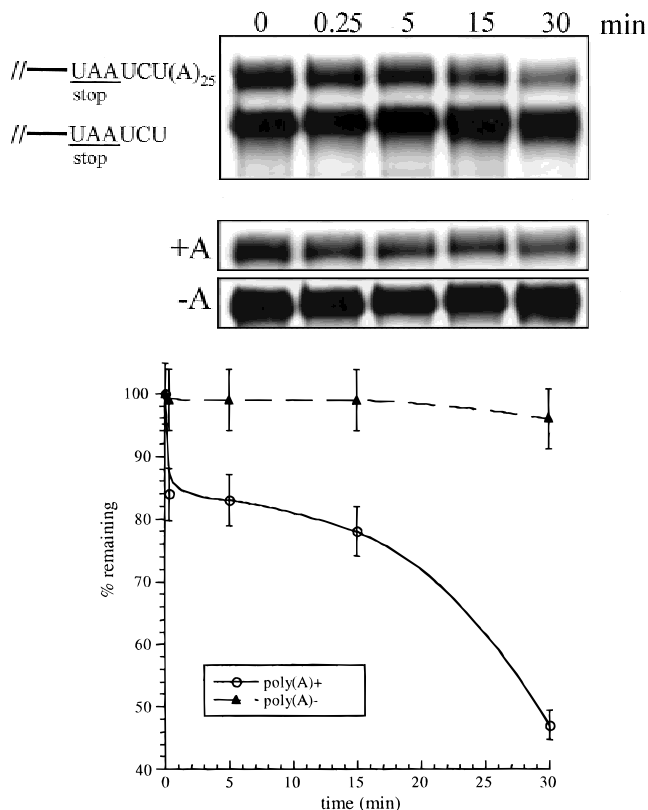 0 0.25 5 15 30 min
//—UAAUCU(A)25
stop
//—UAAUCU
stop
+A
-A
100
90
80
70
60
50
40
% remaining
poly(A)+
poly(A)-
0 5 10 15 20 25 30
time (min)